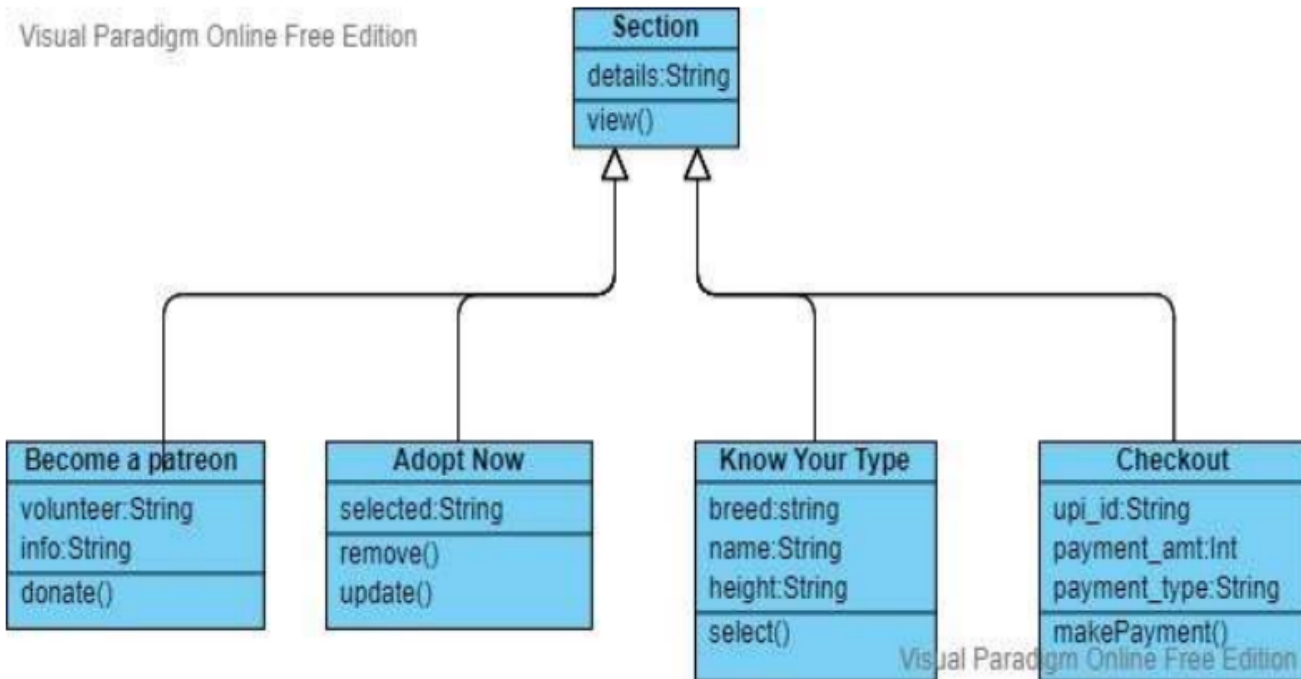 Visual Paradigm Online Free Edition
Section
details:String
view()
Become a patreon
volunteer:String
info:String
donate()
Adopt Now
selected:String
remove()
update()
Know Your Type
breed:string
name:String
height:String
select()
Checkout
upi_id:String
payment_amt:Int
payment_type:String
makePayment()
Visual Paradigm Online Free Edition